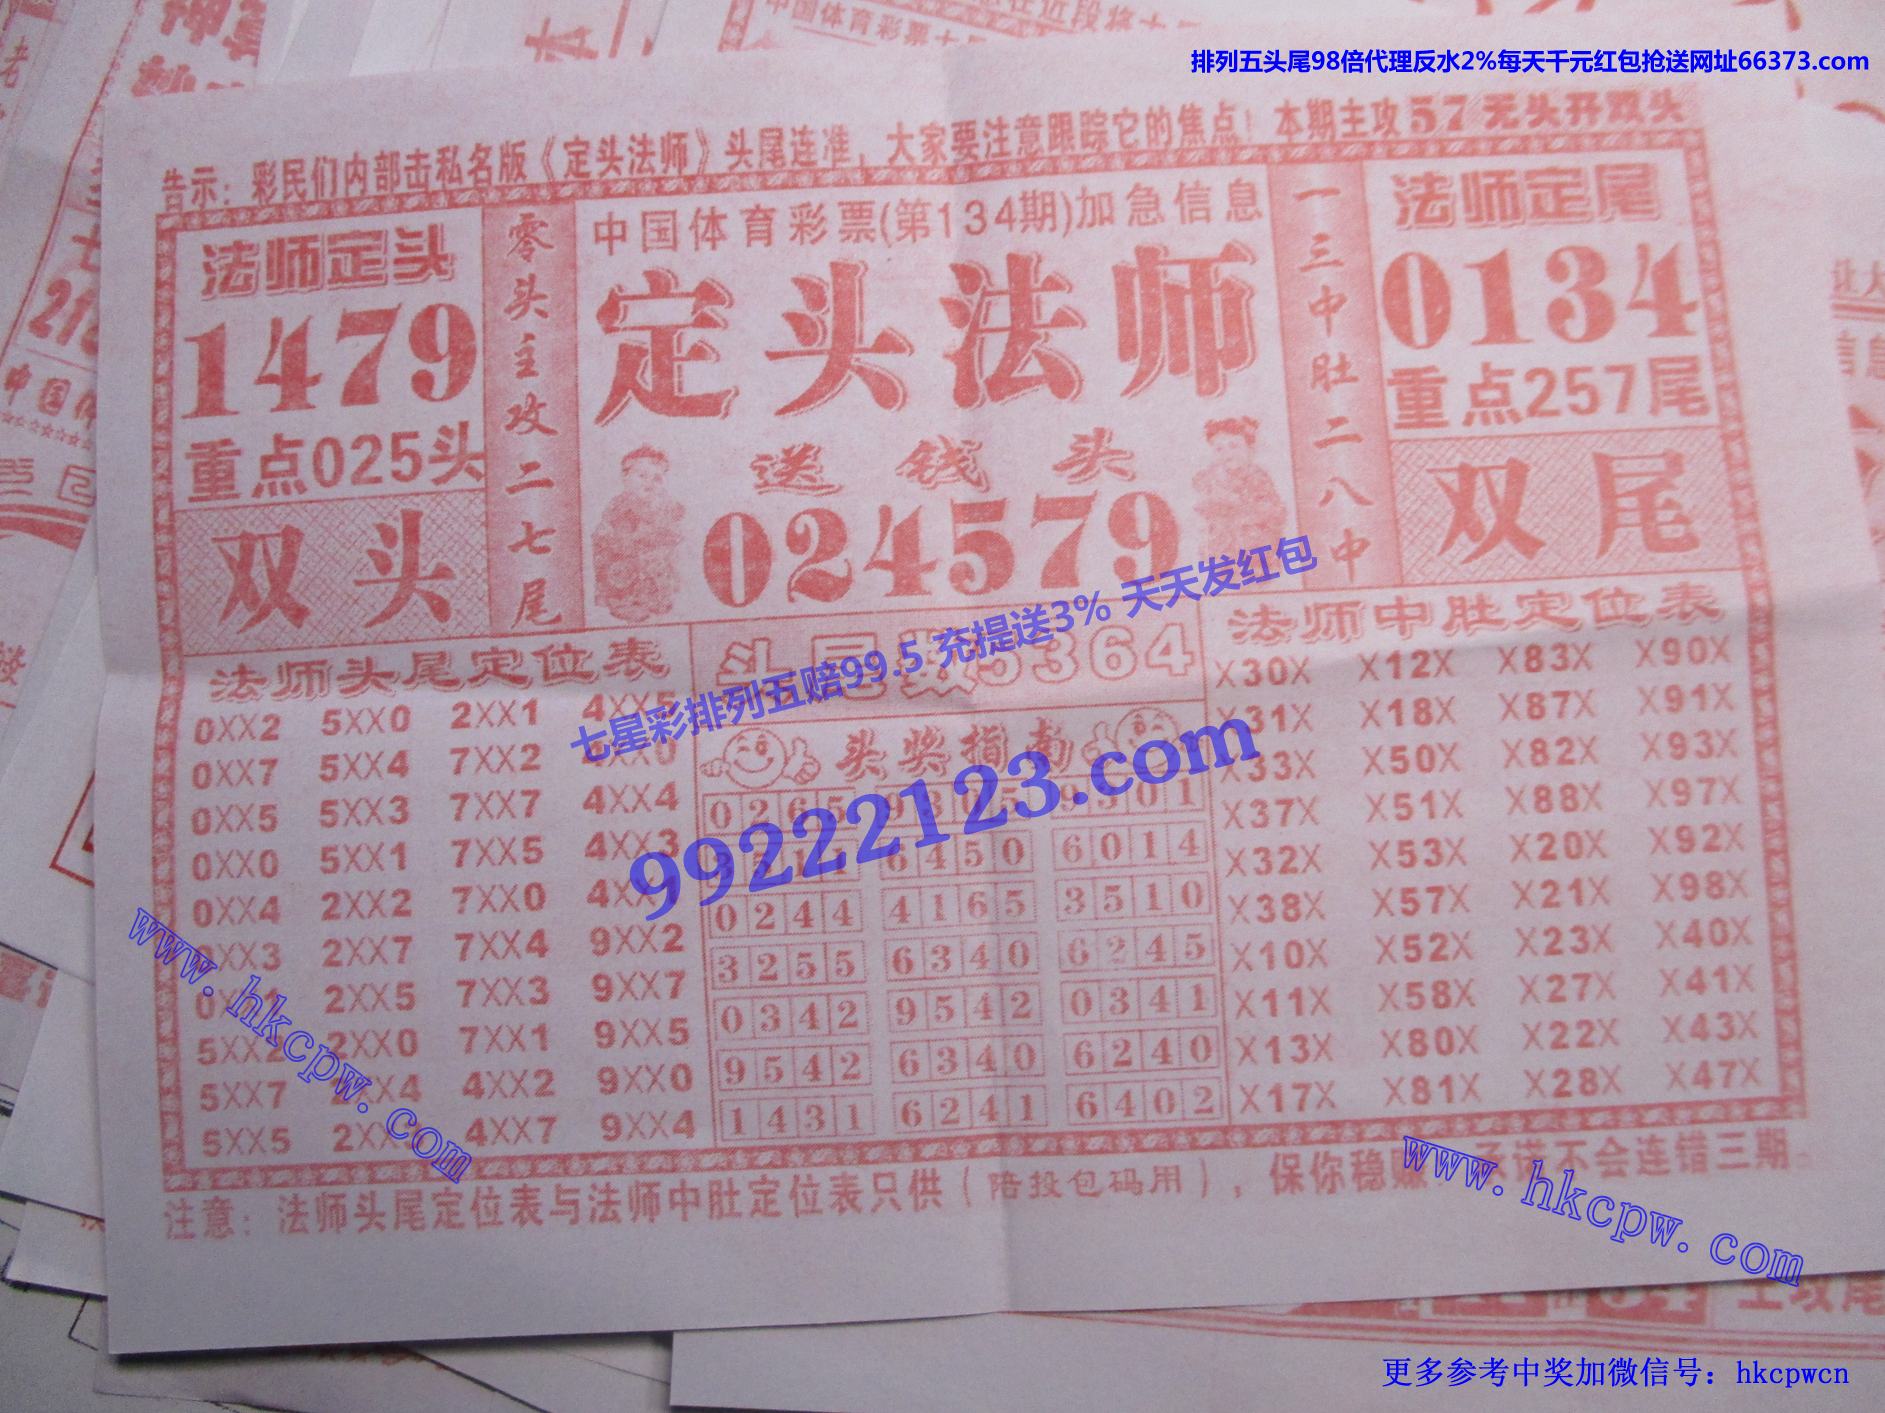 排列五头尾98倍代理反水2%每天千元红包抢送网址66373.com
告示：彩民们内部击私名版《定头法师》头尾连准，大家要注意跟踪它的焦点！本期主攻57无头开双头
法师定头
1479
重点025头
双头
零头主攻二七尾
中国体育彩票(第134期)加急信息
定头法师
送钱头
024579
一三中肚二八中
法师定尾
0134
重点257尾
双尾
七星彩排列五赔99.5 充提送3% 天天发红包
99222123.com
法师头尾定位表
0XX2 5XX0 2XX1 4XX5
0XX7 5XX4 7XX2
0XX5 5XX3 7XX7 4XX4
0XX0 5XX1 7XX5 4XX3
0XX4 2XX2 7XX0
2XX7 7XX4 9XX2
2XX5 7XX3 9XX7
5XX2 2XX0 7XX1 9XX5
5XX7 2XX4 4XX2 9XX0
5XX5 4XX7 9XX4
5364
头奖指南
0265 9305 9301
6450 6014
0244 4165 3510
3255 6340 6245
0342 9542 0341
9542 6340 6240
1431 6241 6402
法师中肚定位表
X30X X12X X83X X90X
X31X X18X X87X X91X
X33X X50X X82X X93X
X37X X51X X88X X97X
X32X X53X X20X X92X
X38X X57X X21X X98X
X10X X52X X23X X40X
X11X X58X X27X X41X
X13X X80X X22X X43X
X17X X81X X28X X47X
注意：法师头尾定位表与法师中肚定位表只供（陪投包码用），保你稳赚 承诺不会连错三期
www.hkcpw.com
www.hkcpw.com
更多参考中奖加微信号：hkcpwcn